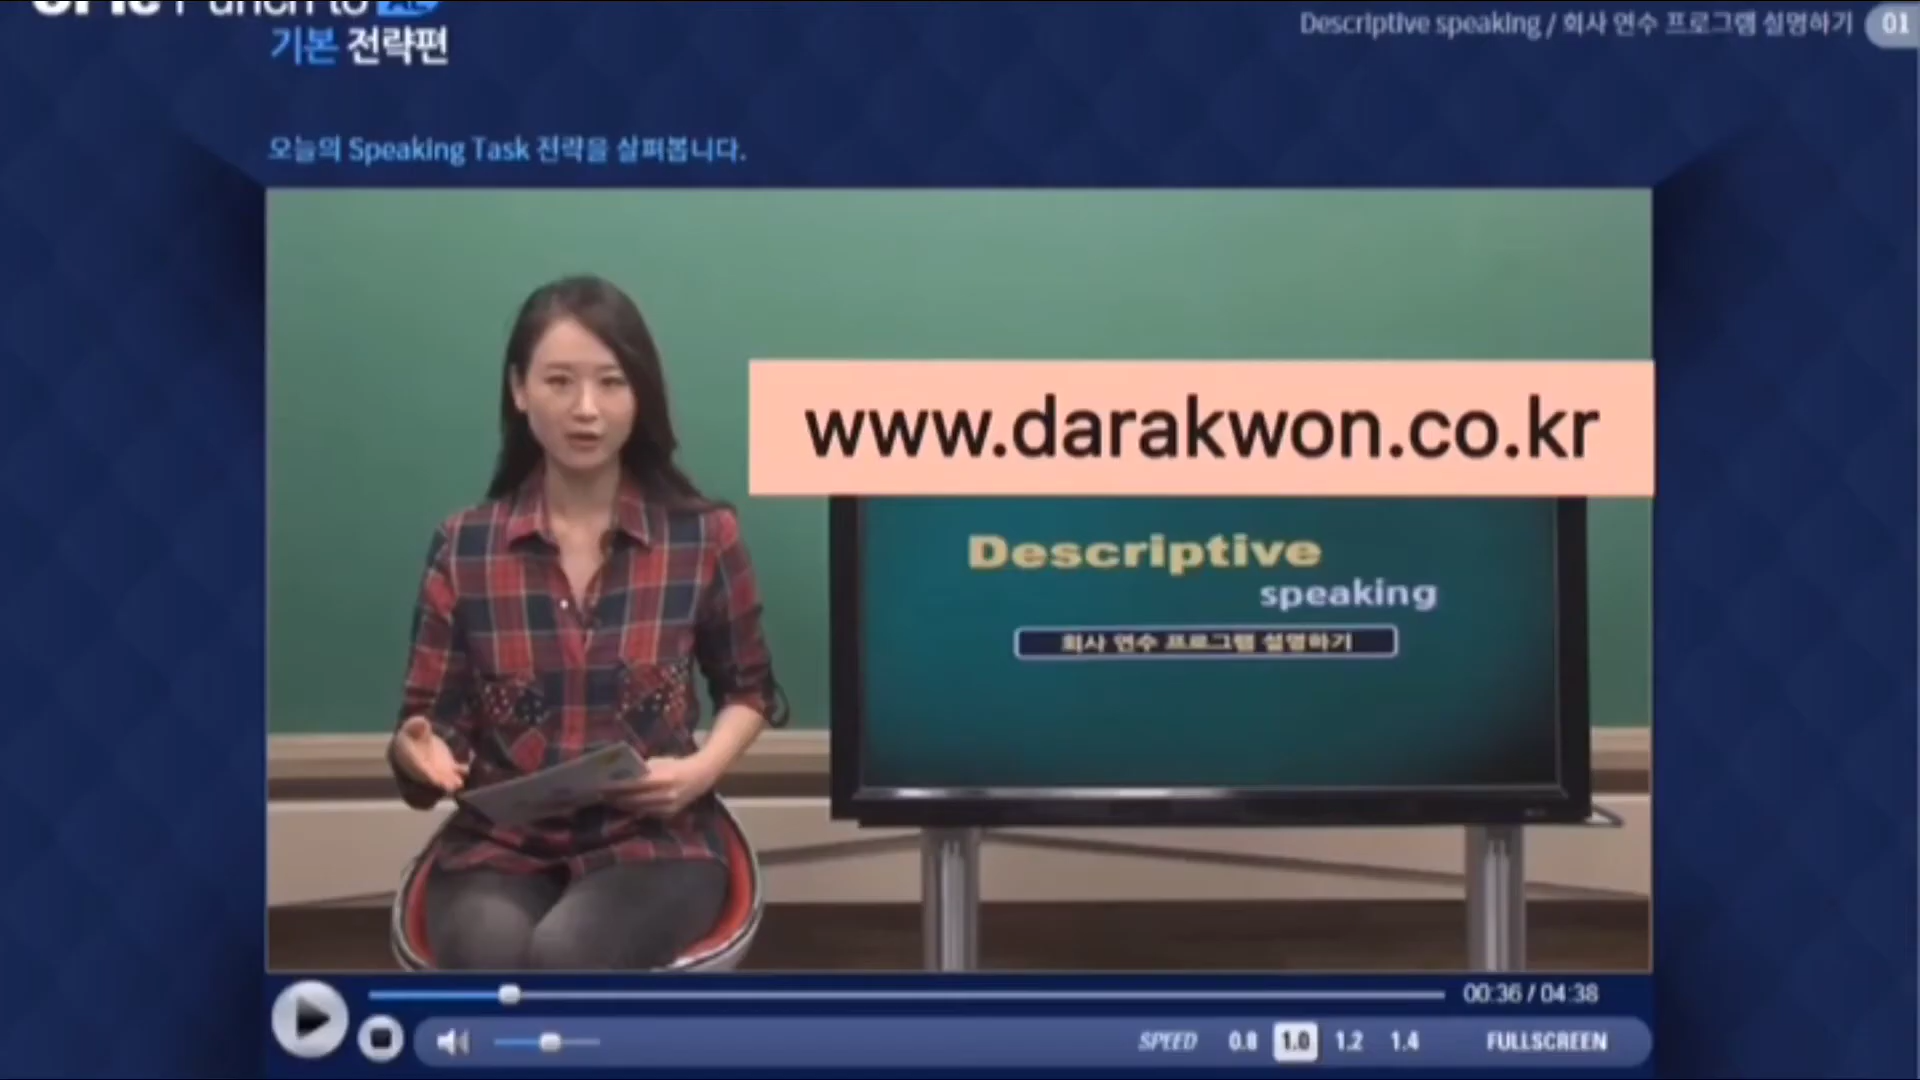 Punch to
기본 전략편
Descriptive speaking / 회사 연수 프로그램 설명하기
01
오늘의 Speaking Task 전략을 살펴봅니다.
www.darakwon.co.kr
Descriptive
speaking
회사 연수 프로그램 설명하기
00:36 / 04:38
SPEED 0.8 1.0 1.2 1.4 FULLSCREEN